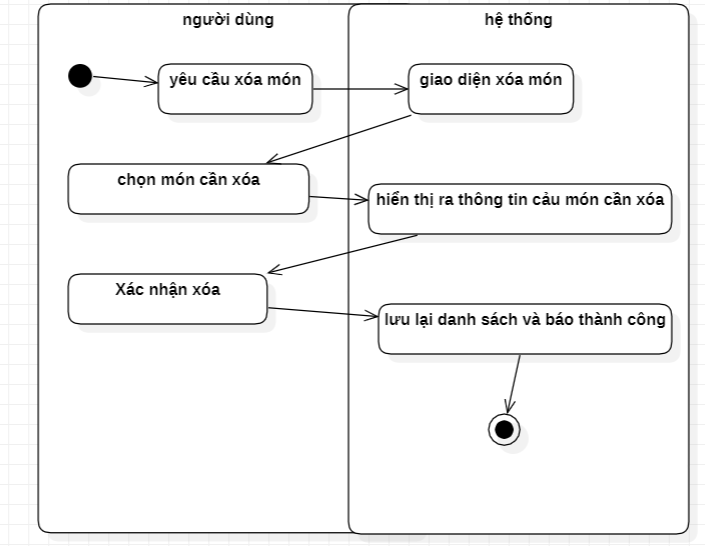 người dùng
hệ thống
yêu cầu xóa món
giao diện xóa món
chọn món cần xóa
hiển thị ra thông tin cảu món cần xóa
Xác nhận xóa
lưu lại danh sách và báo thành công